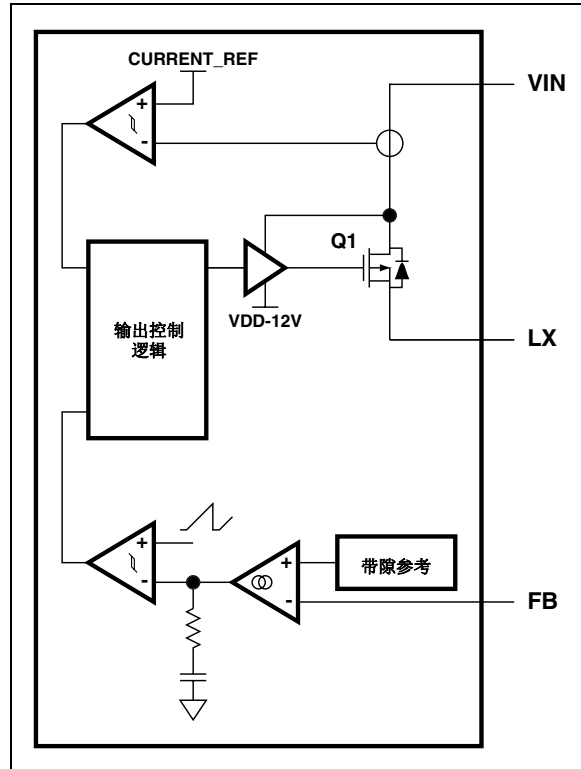 CURRENT_REF
VIN
+
-
Q1
输出控制
逻辑
VDD-12V
LX
+
-
+
-
带隙参考
FB